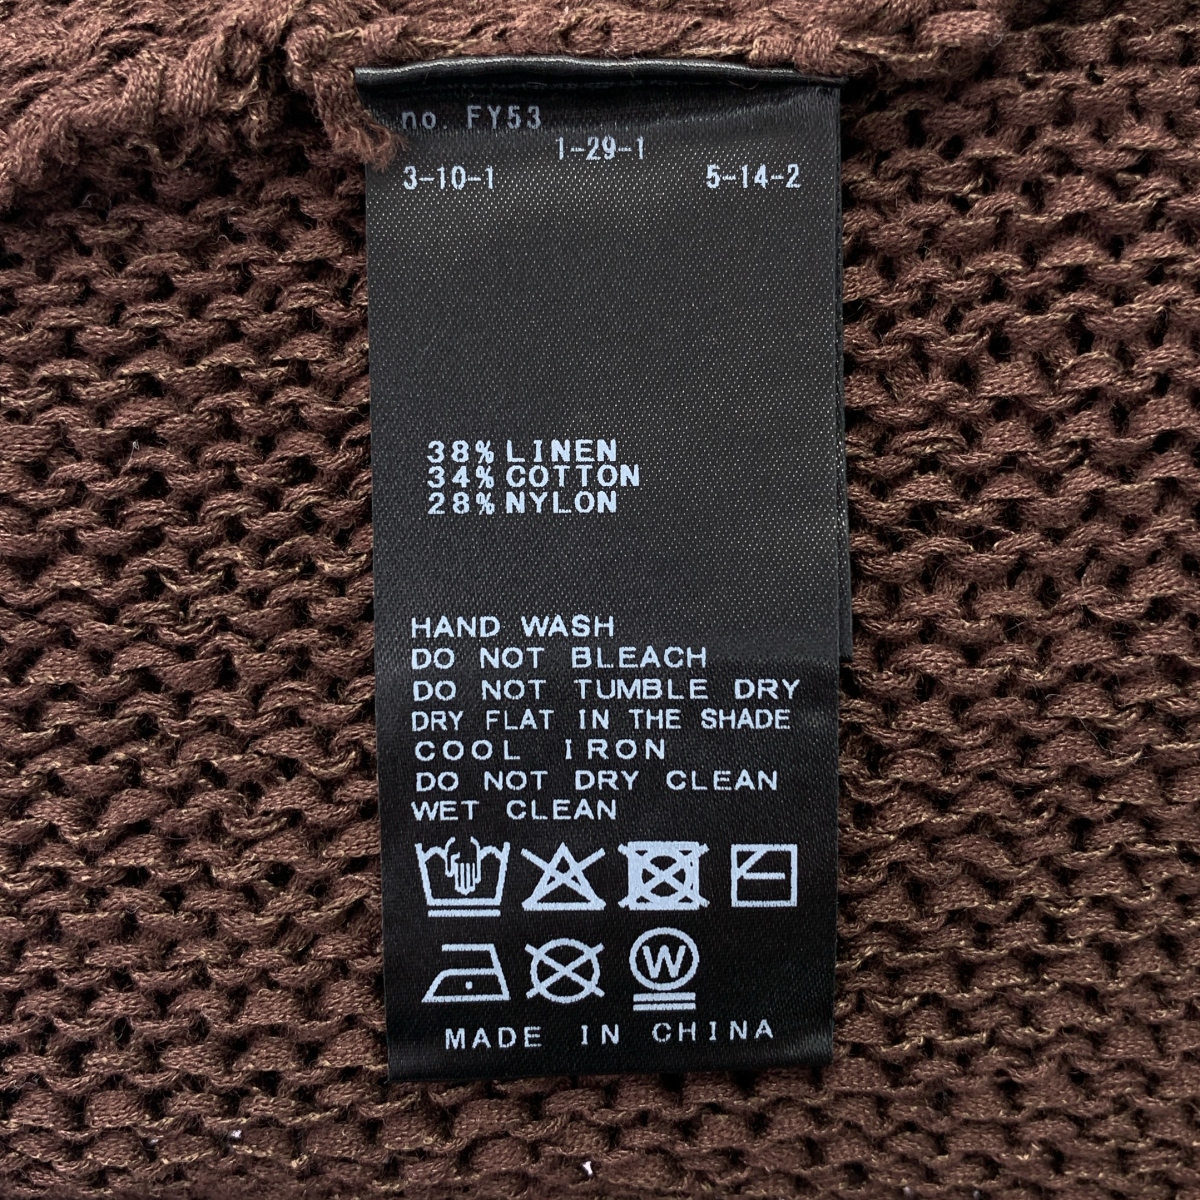 no. FY53
1-29-1
3-10-1 5-14-2
38% LINEN
34% COTTON
28% NYLON
HAND WASH
DO NOT BLEACH
DO NOT TUMBLE DRY
DRY FLAT IN THE SHADE
COOL IRON
DO NOT DRY CLEAN
WET CLEAN
W
MADE IN CHINA